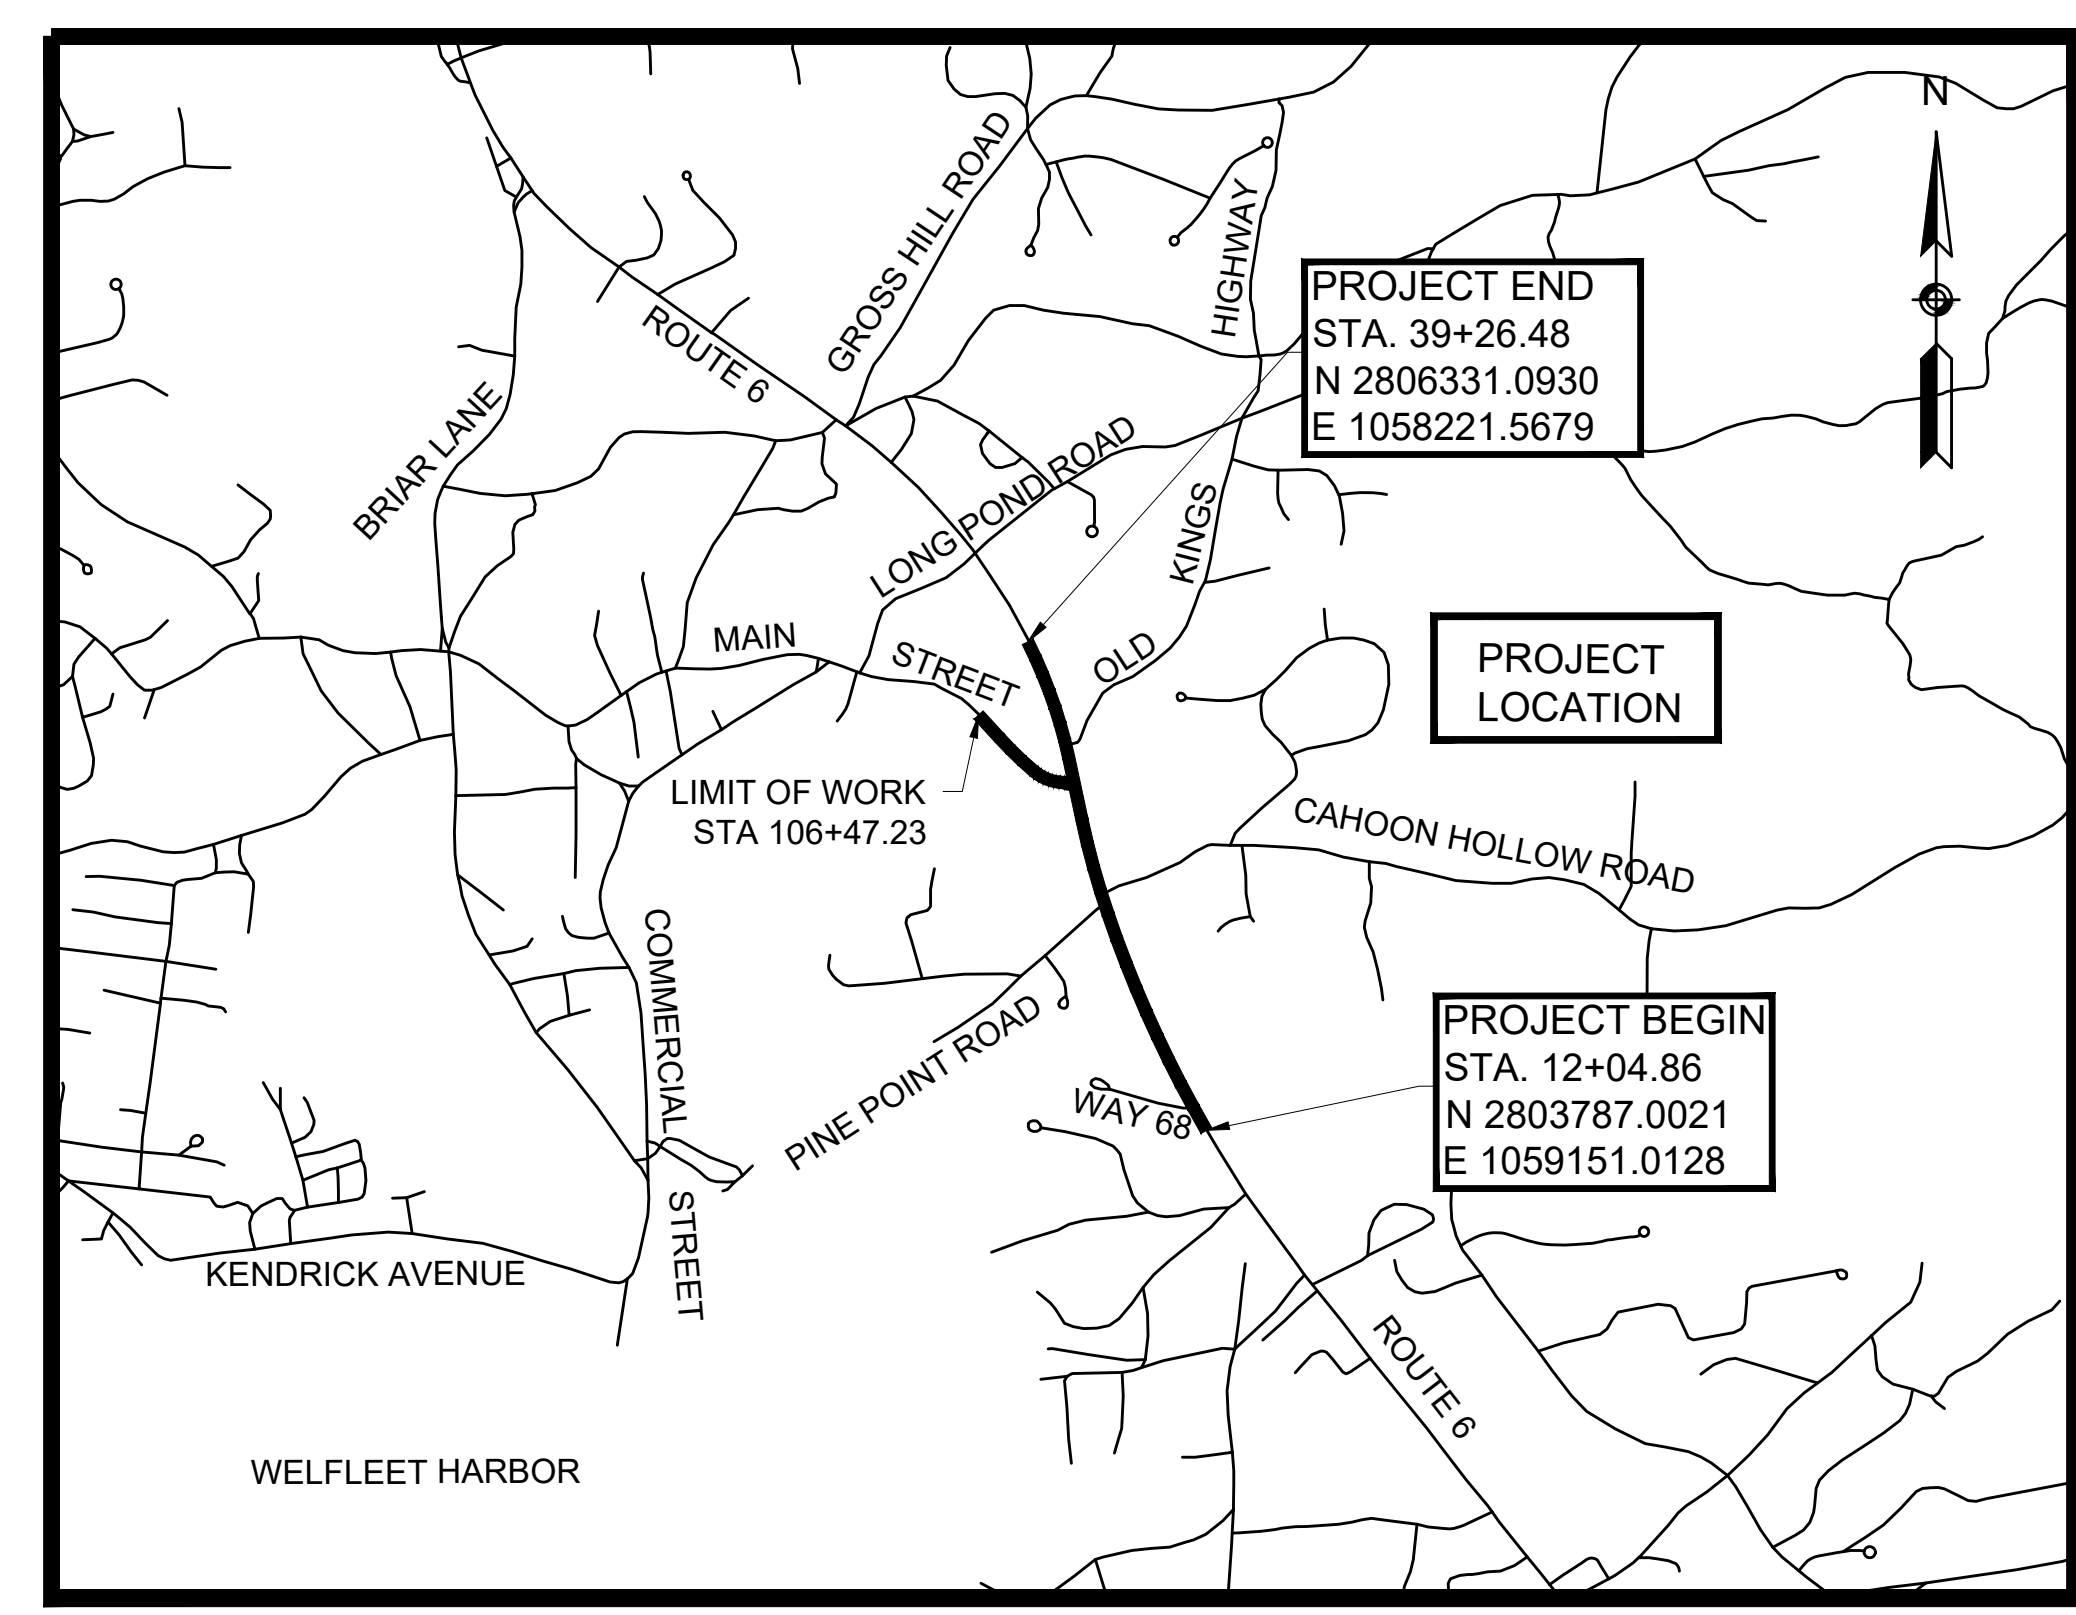 N
GROSS HILL ROAD
HIGHWAY
PROJECT END
STA. 39+26.48
N 2806331.0930
E 1058221.5679
ROUTE 6
BRIAR LANE
LONG POND ROAD
KINGS
OLD
MAIN
STREET
PROJECT
LOCATION
LIMIT OF WORK
STA 106+47.23
CAHOON HOLLOW ROAD
COMMERCIAL
STREET
PINE POINT ROAD
WAY 68
PROJECT BEGIN
STA. 12+04.86
N 2803787.0021
E 1059151.0128
KENDRICK AVENUE
ROUTE 6
WELFLEET HARBOR